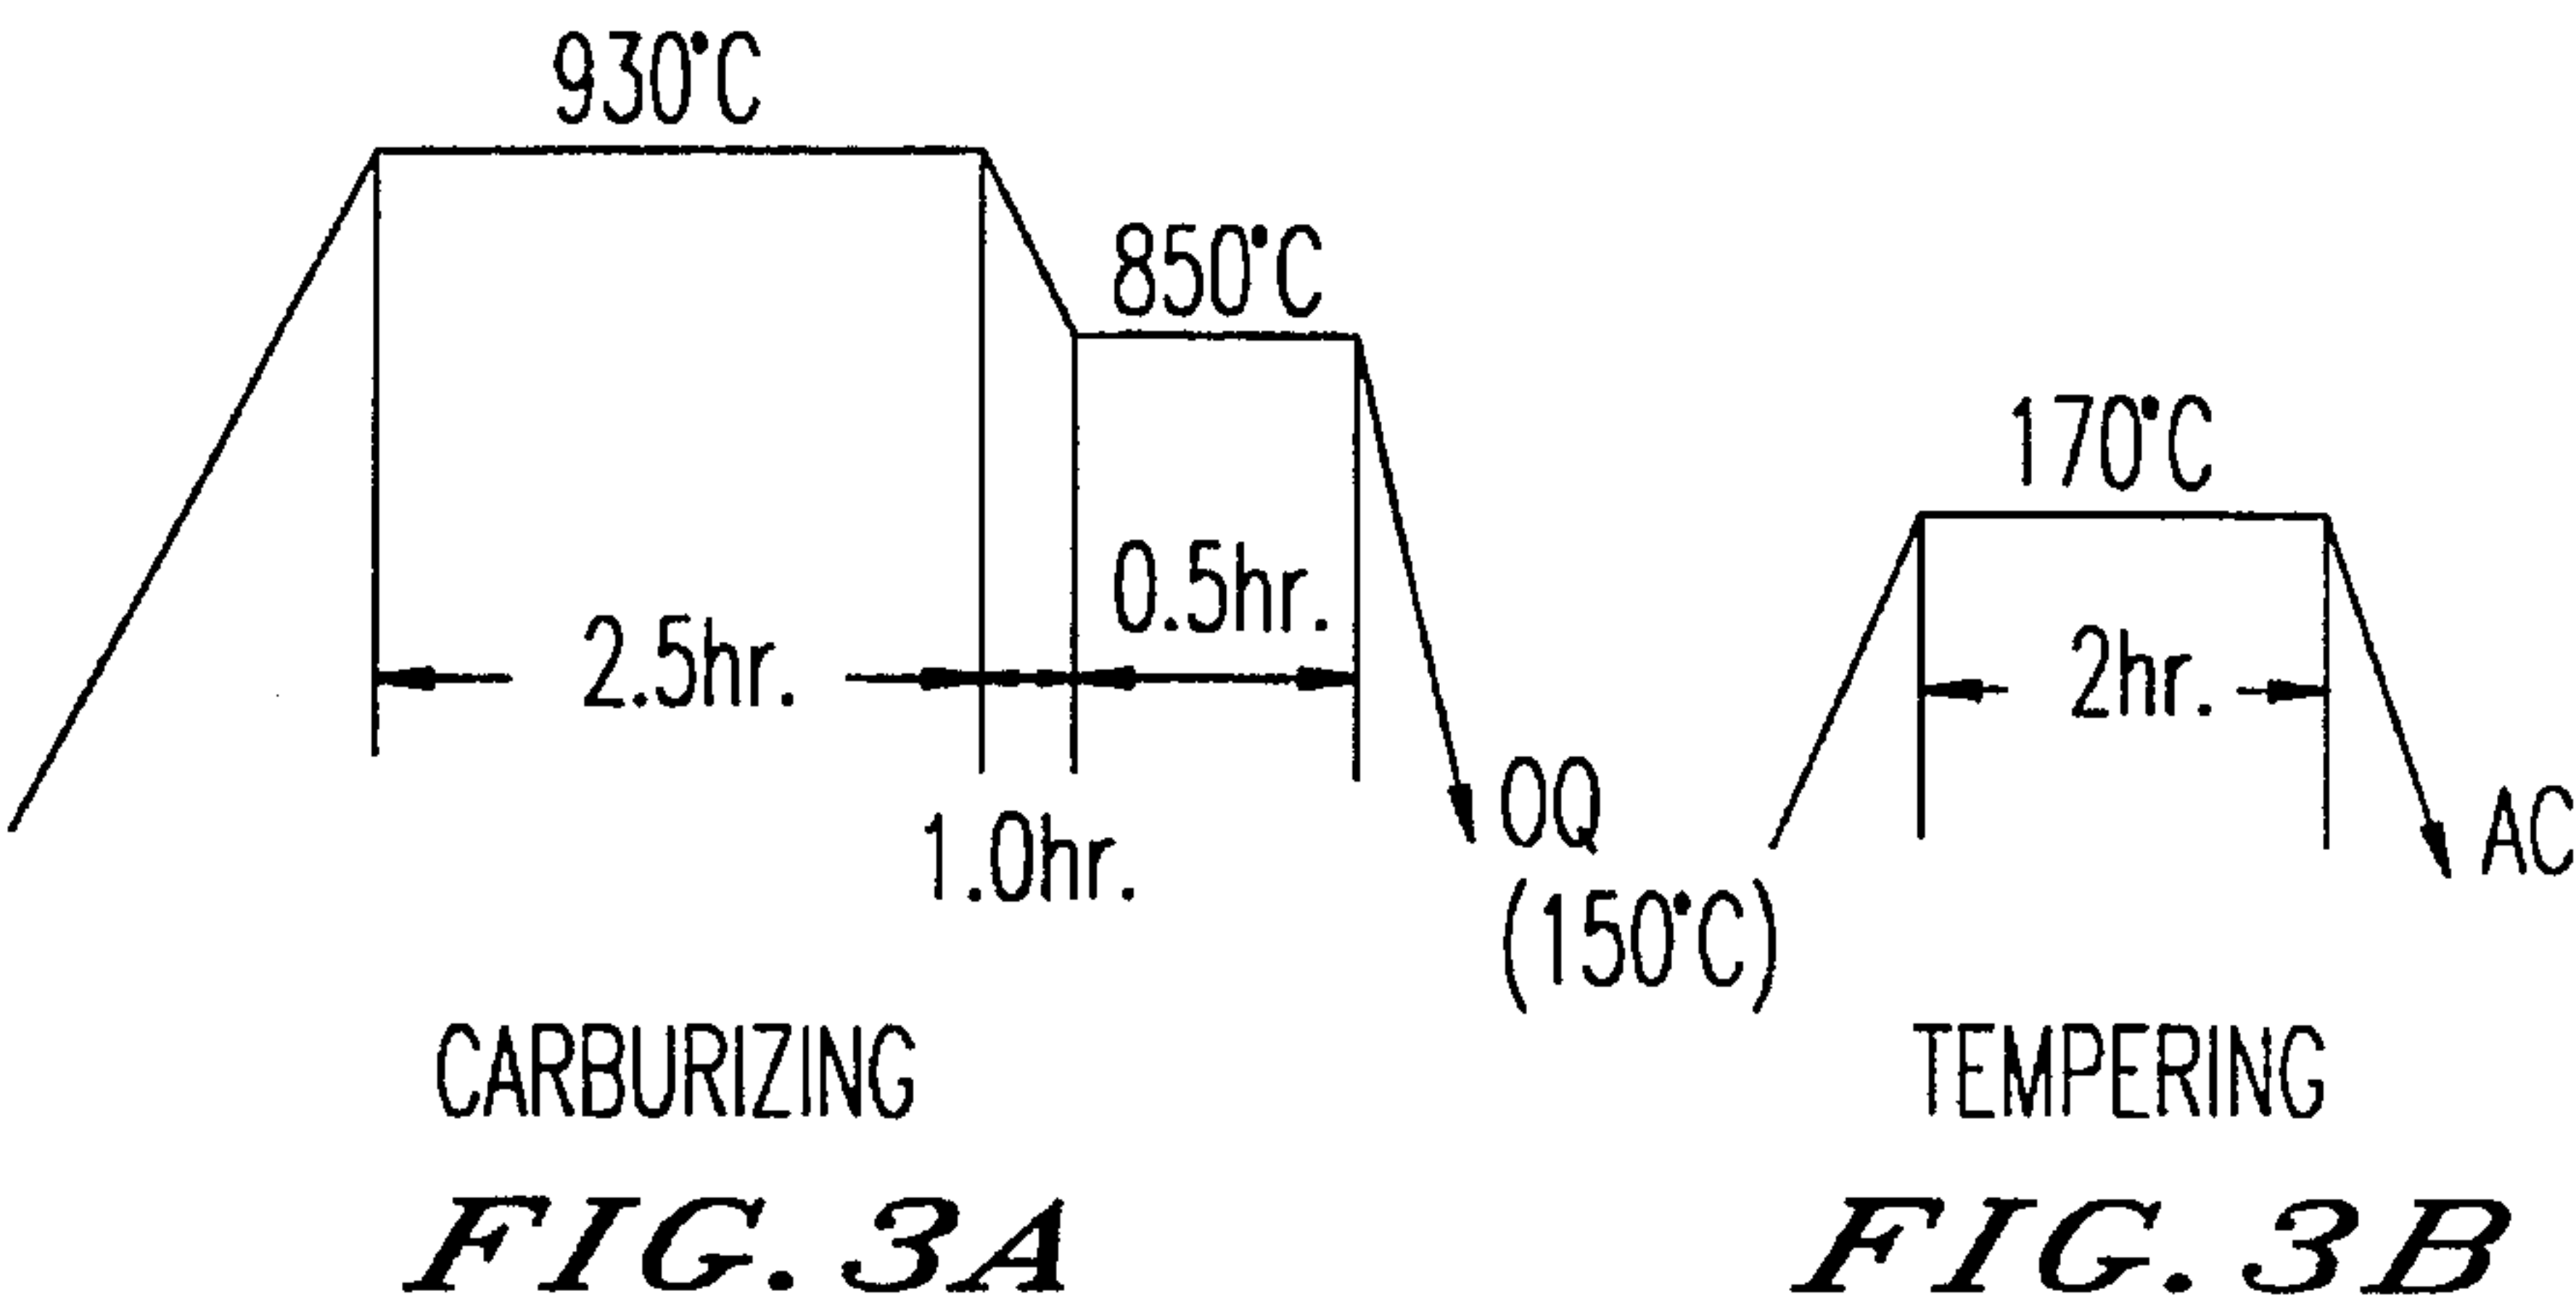 930°C
850°C
2.5hr.
0.5hr.
1.0hr.
OQ
(150°C)
CARBURIZING
FIG. 3A
170°C
2hr.
AC
TEMPERING
FIG. 3B